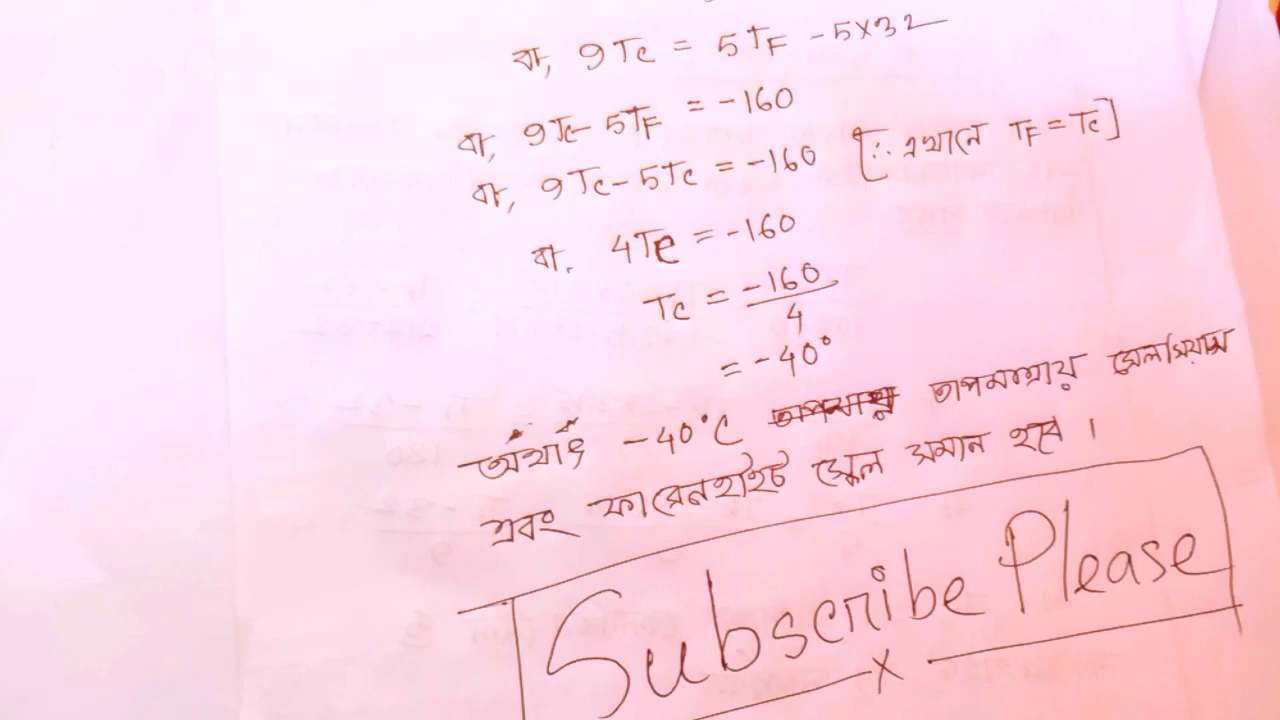 বা, 9Tc = 5TF - 5×32
বা, 9Tc - 5TF = -160
বা, 9Tc - 5Tc = -160 [∴ এখানে TF = Tc]
বা. 4Tc = -160
Tc = -160/4
= -40°
অর্থাৎ -40°C তাপমাত্রায় সেলসিয়াস
এবং ফারেনহাইট স্কেল সমান হবে।
Subscribe Please
x